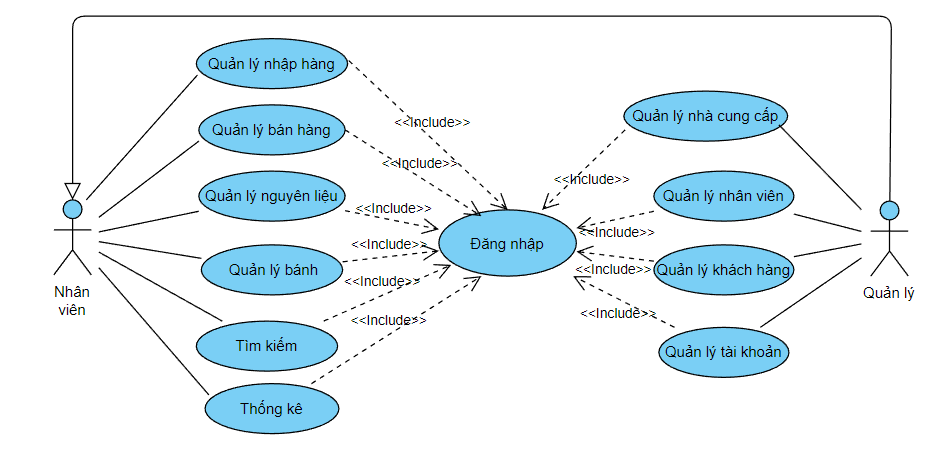 Quản lý nhập hàng
Quản lý bán hàng
Quản lý nguyên liệu
Quản lý bánh
Tìm kiếm
Thống kê
Nhân
viên
<<Include>>
<<Include>>
<<Include>>
<<Include>>
<<Include>>
<<Include>>
Đăng nhập
<<Include>>
<<Include>>
<<Include>>
<<Include>>
Quản lý nhà cung cấp
Quản lý nhân viên
Quản lý khách hàng
Quản lý tài khoản
Quản lý